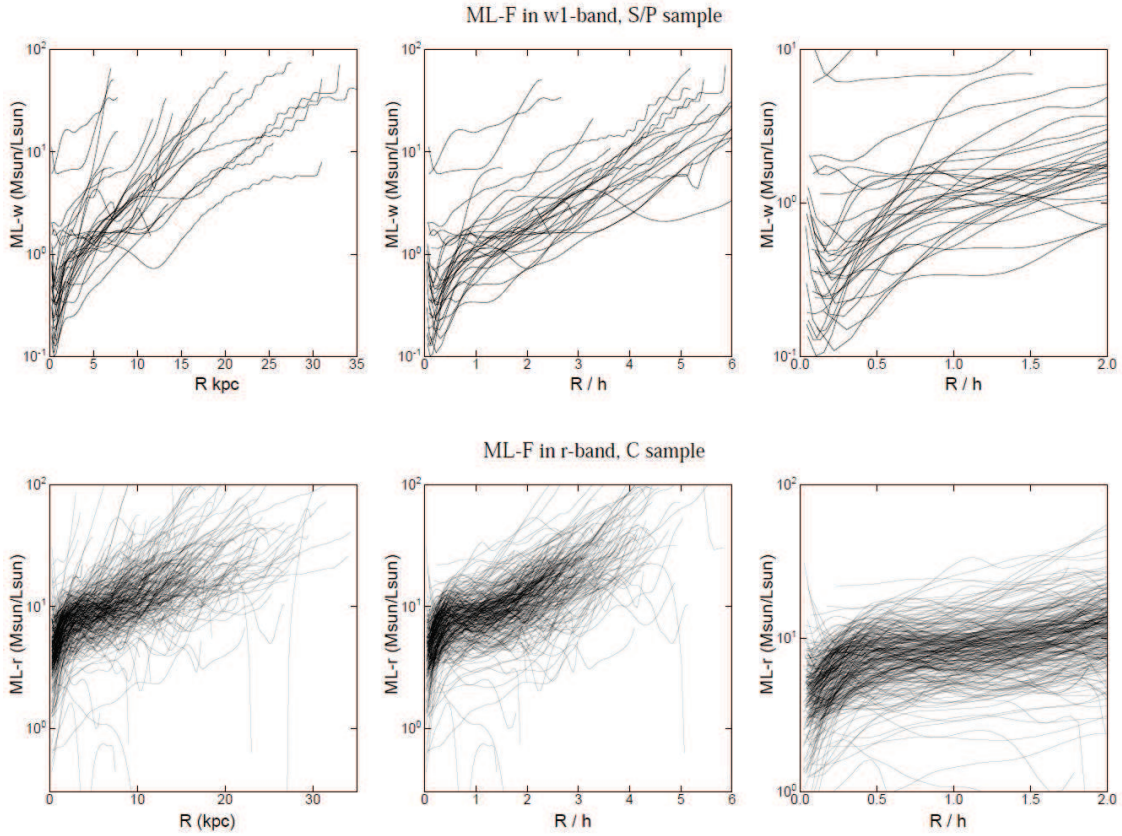 ML-F in w1-band, S/P sample
10^2
10^1
10^0
10^-1
ML-w (Msun/Lsun)
0 5 10 15 20 25 30 35
R kpc
10^2
10^1
10^0
10^-1
ML-w (Msun/Lsun)
0 1 2 3 4 5 6
R / h
10^1
10^0
10^-1
ML-w (Msun/Lsun)
0 0.5 1.0 1.5 2.0
R / h
ML-F in r-band, C sample
10^2
10^1
10^0
ML-r (Msun/Lsun)
0 10 20 30
R (kpc)
10^2
10^1
10^0
ML-r (Msun/Lsun)
0 1 2 3 4 5 6
R / h
10^2
10^1
10^0
ML-r (Msun/Lsun)
0 0.5 1.0 1.5 2.0
R / h